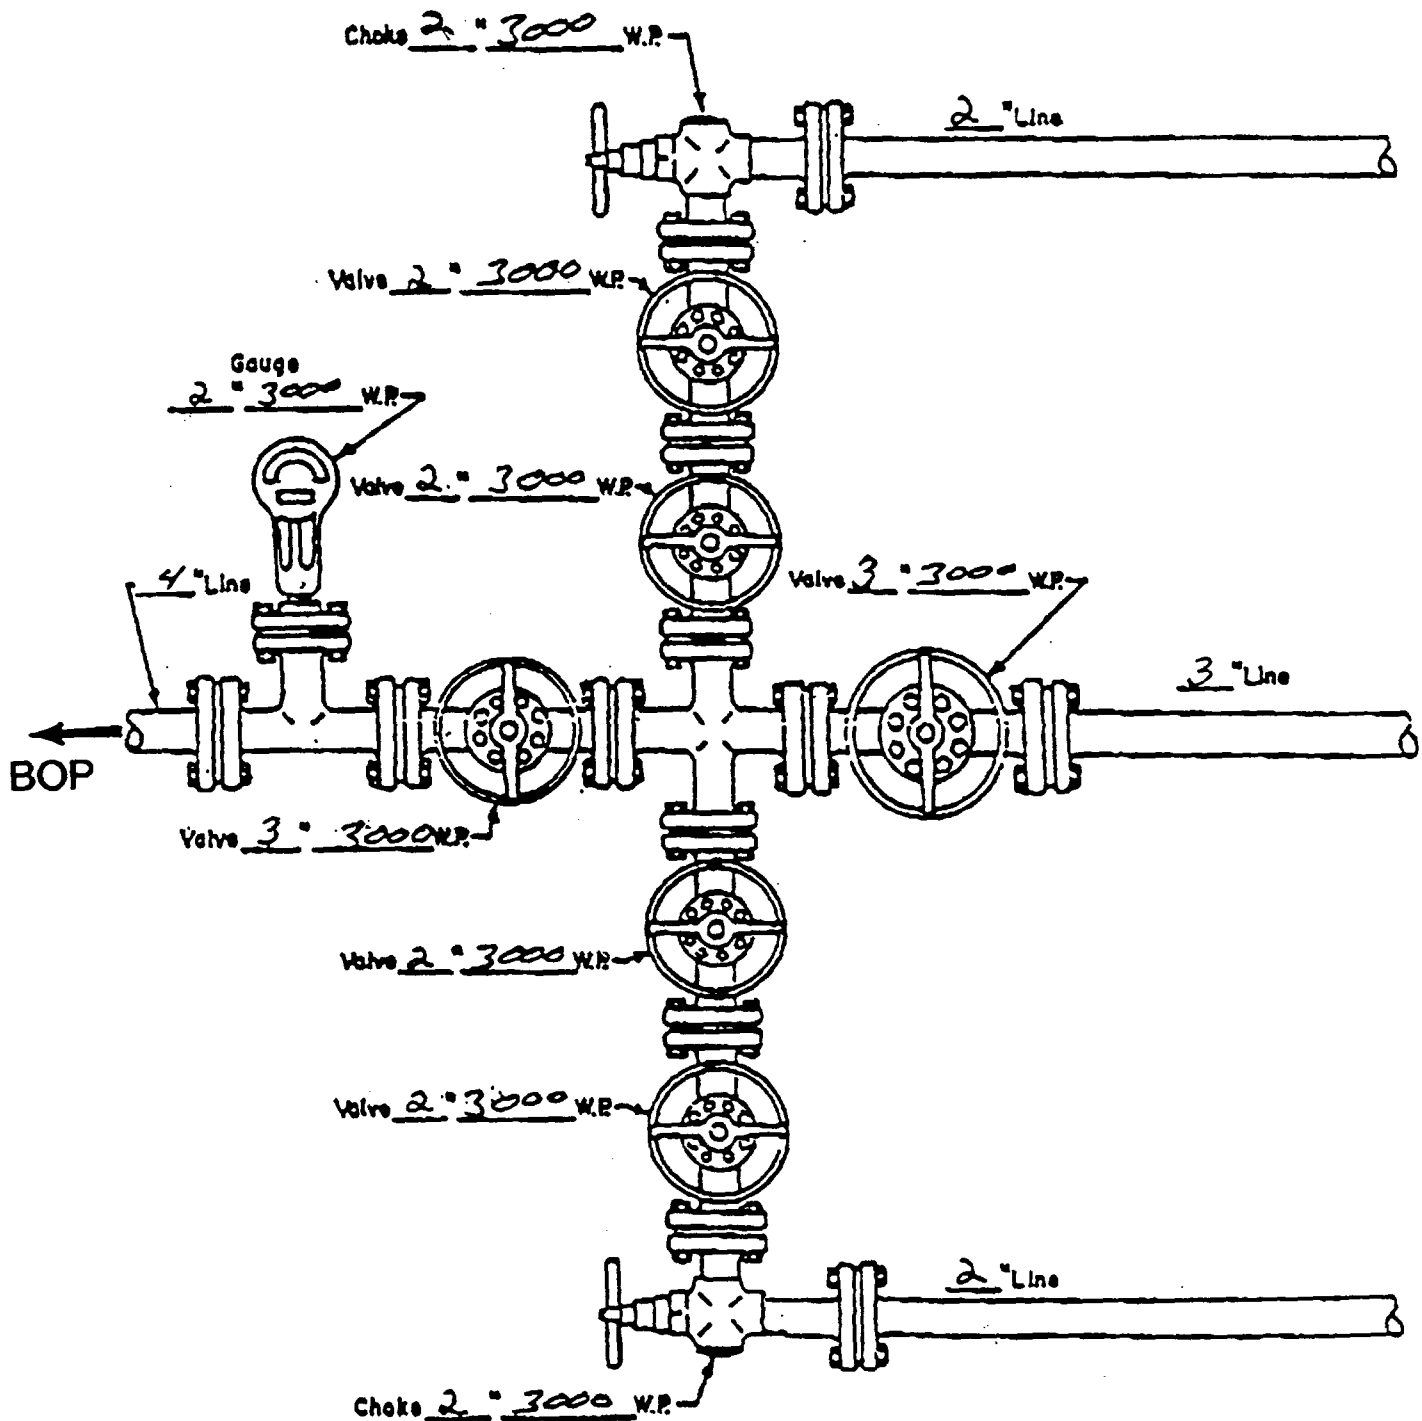 Choke 2 " 3000 W.P.
2 "Line
Valve 2 " 3000 W.P.
Gauge
2 " 3000 W.P.
Valve 2 " 3000 W.P.
4 "Line
Valve 3 " 3000 W.P.
3 "Line
BOP
Valve 3 " 3000 W.P.
Valve 2 " 3000 W.P.
Valve 2 " 3000 W.P.
2 "Line
Choke 2 " 3000 W.P.